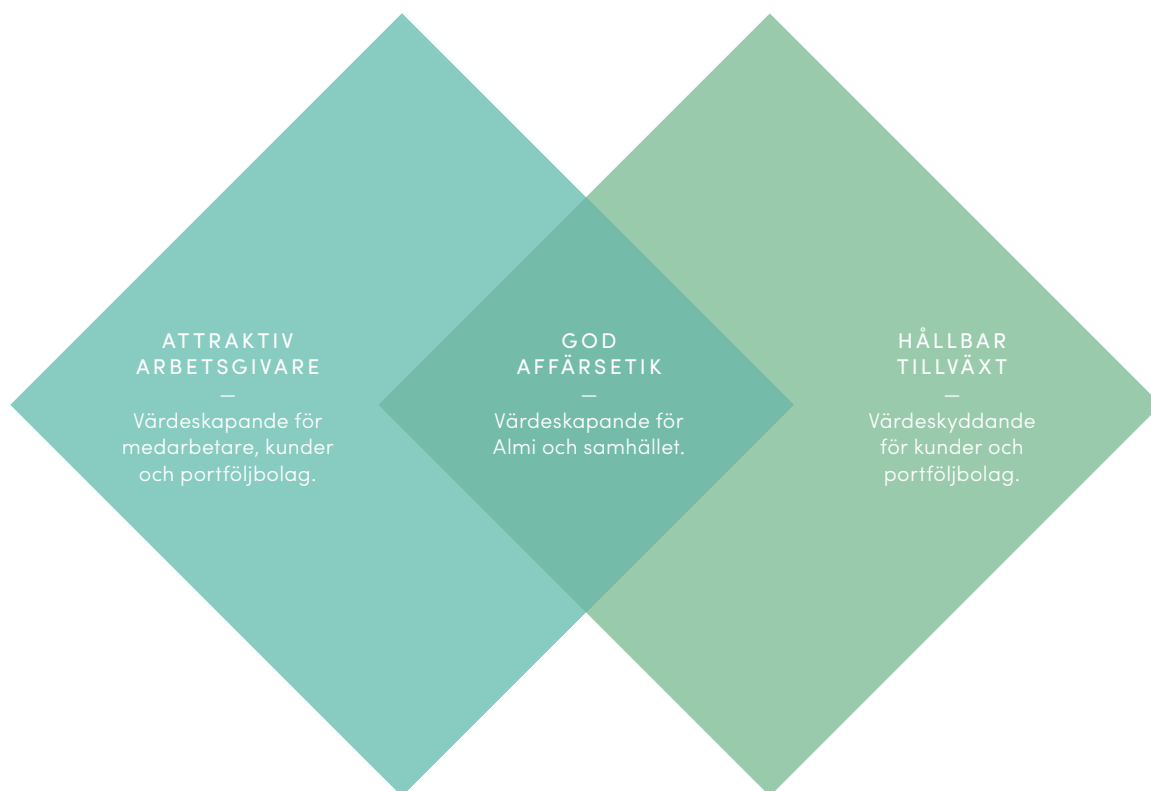 ATTRAKTIV
ARBETSGIVARE
—
Värdeskapande för
medarbetare, kunder
och portföljbolag.
GOD
AFFÄRSETIK
—
Värdeskapande för
Almi och samhället.
HÅLLBAR
TILLVÄXT
—
Värdeskyddande
för kunder och
portföljbolag.